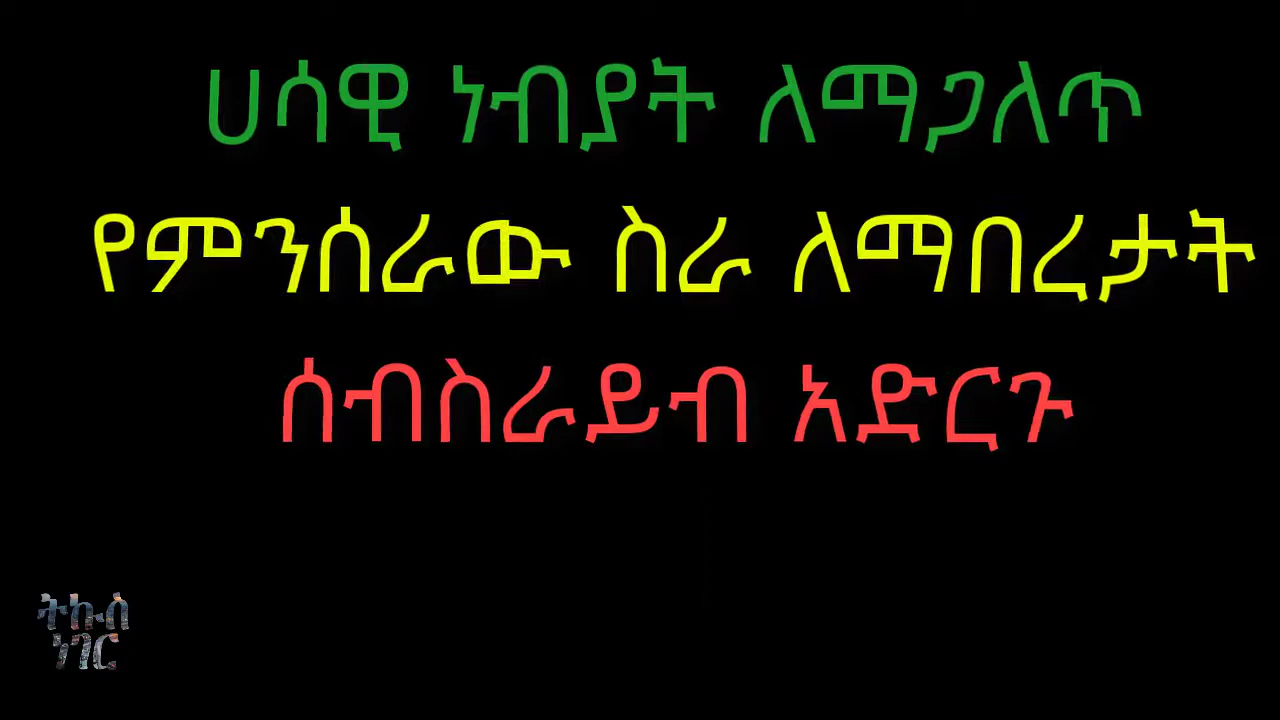 ሀሳዊ ነብያት ለማጋለጥ
የምንሰራው ስራ ለማበረታት
ሰብስራይብ አድርጉ
ትኩስ
ነገር